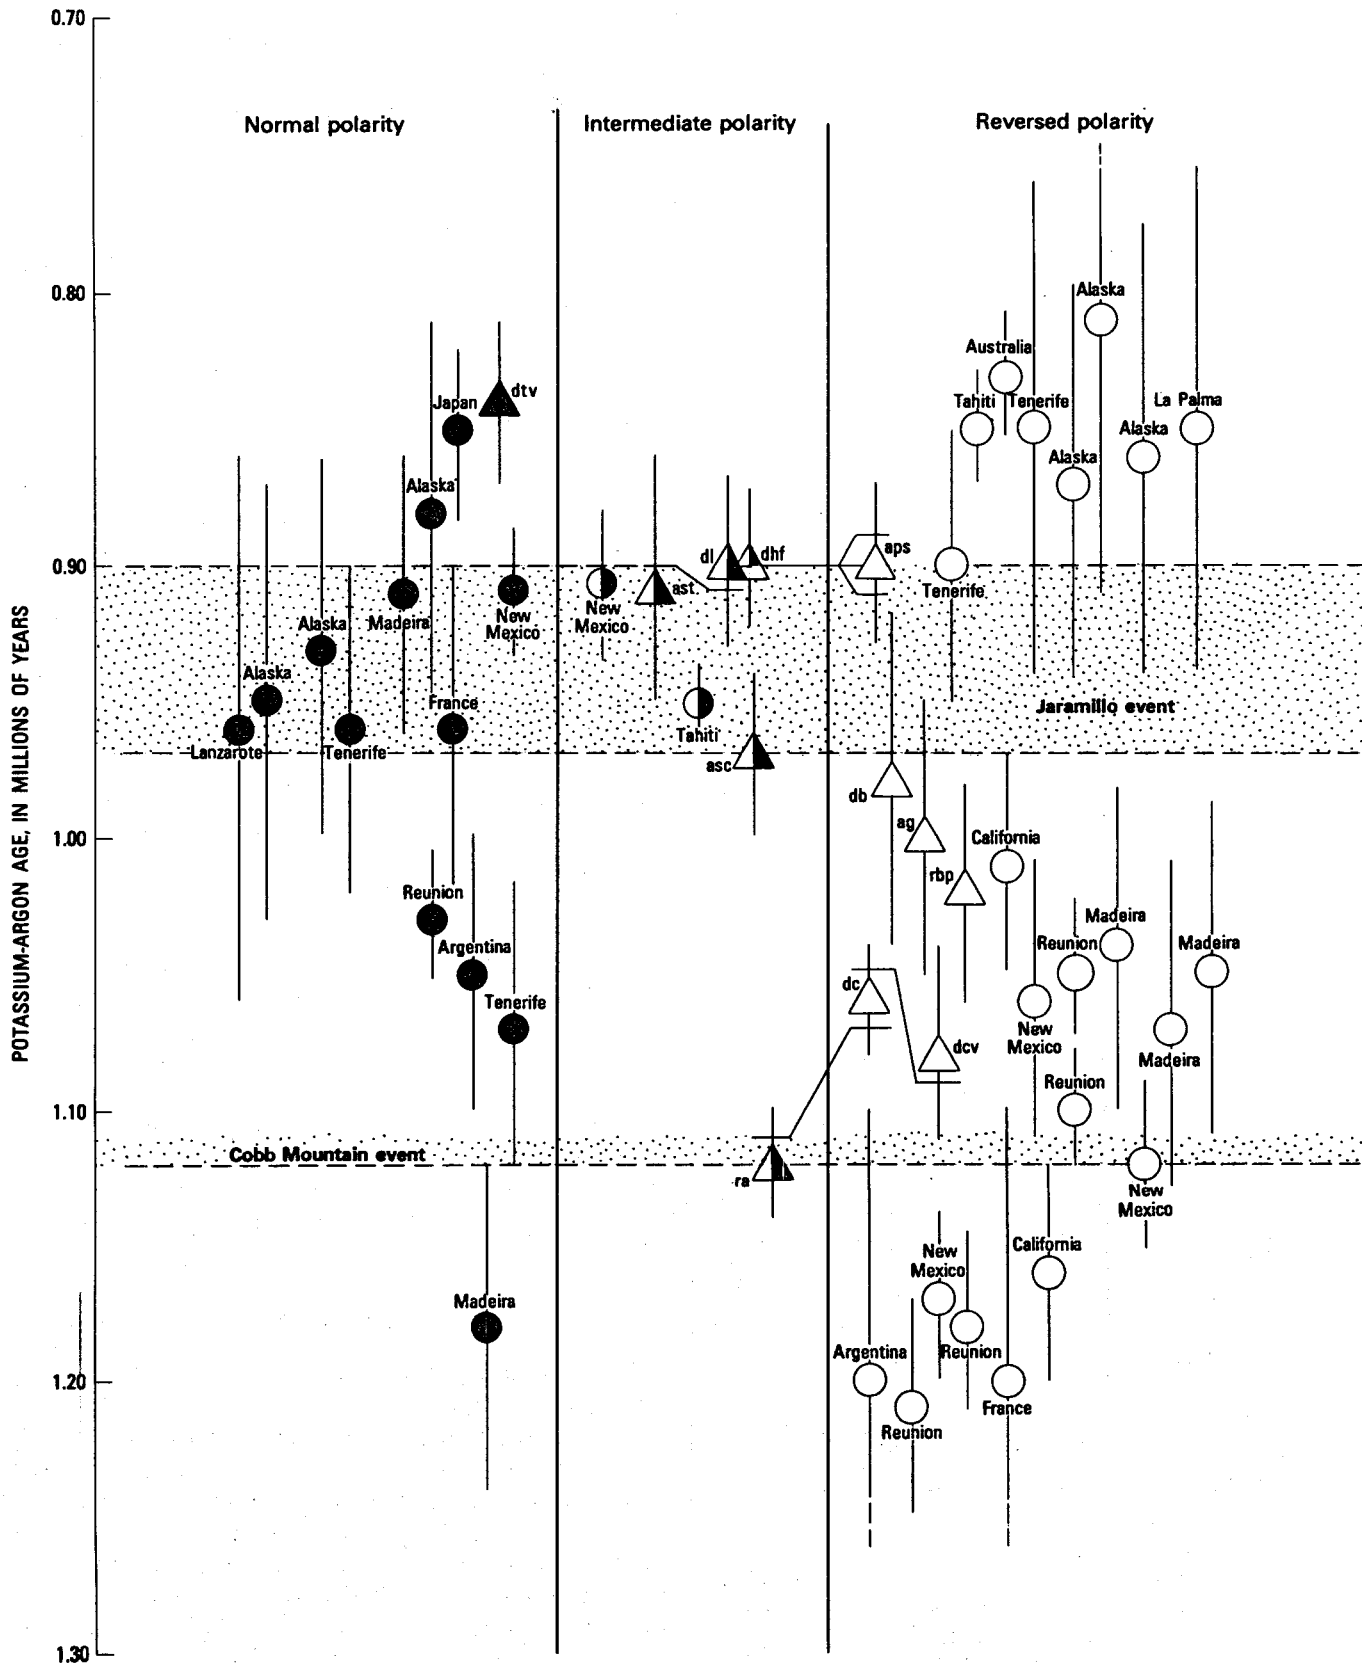 0.70
Normal polarity
Intermediate polarity
Reversed polarity
0.80
Alaska
Australia
dtv
Japan
Tahiti
Tenerife
La Palma
Alaska
Alaska
Alaska
0.90
dl
dhf
aps
ast
Tenerife
New
Mexico
New
Mexico
Madeira
Alaska
Alaska
France
Jaramillo event
Tahiti
Lanzarote
Tenerife
asc
db
1.00
ag
California
rbp
Reunion
Madeira
Argentina
Reunion
Madeira
dc
Tenerife
New
Mexico
dcv
Madeira
Reunion
1.10
Cobb Mountain event
ra
New
Mexico
California
New
Mexico
Madeira
Argentina
Reunion
1.20
France
Reunion
1.30
POTASSIUM-ARGON AGE, IN MILLIONS OF YEARS